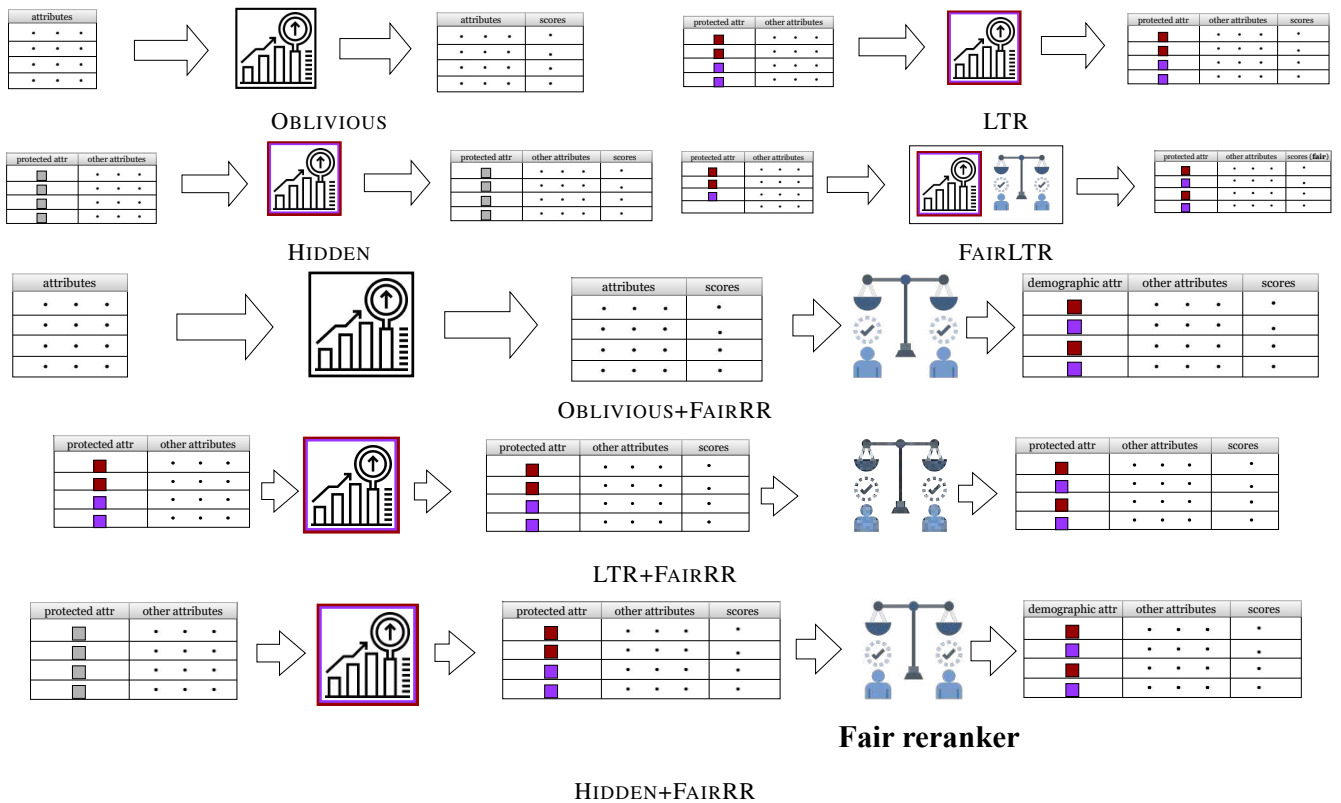 attributes
attributes scores
protected attr other attributes
protected attr other attributes scores
OBLIVIOUS
LTR
protected attr other attributes
protected attr other attributes scores
protected attr other attributes
protected attr other attributes scores (fair)
HIDDEN
FAIRLTR
attributes
attributes scores
demographic attr other attributes scores
OBLIVIOUS+FAIRRR
protected attr other attributes
protected attr other attributes scores
protected attr other attributes scores
LTR+FAIRRR
protected attr other attributes
protected attr other attributes scores
demographic attr other attributes scores
Fair reranker
HIDDEN+FAIRRR